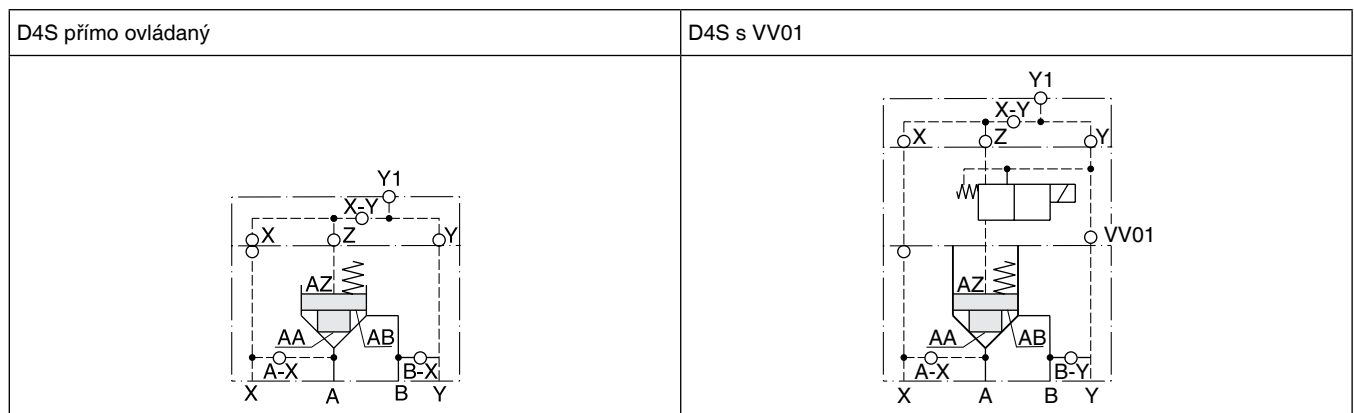 D4S přímo ovládaný
D4S s VV01
Y1
X-Y
X Z Y
AZ
AA AB
A-X B-X
X A B Y
Y1
X-Y
X Z Y
VV01
AZ
AA AB
A-X B-Y
X A B Y